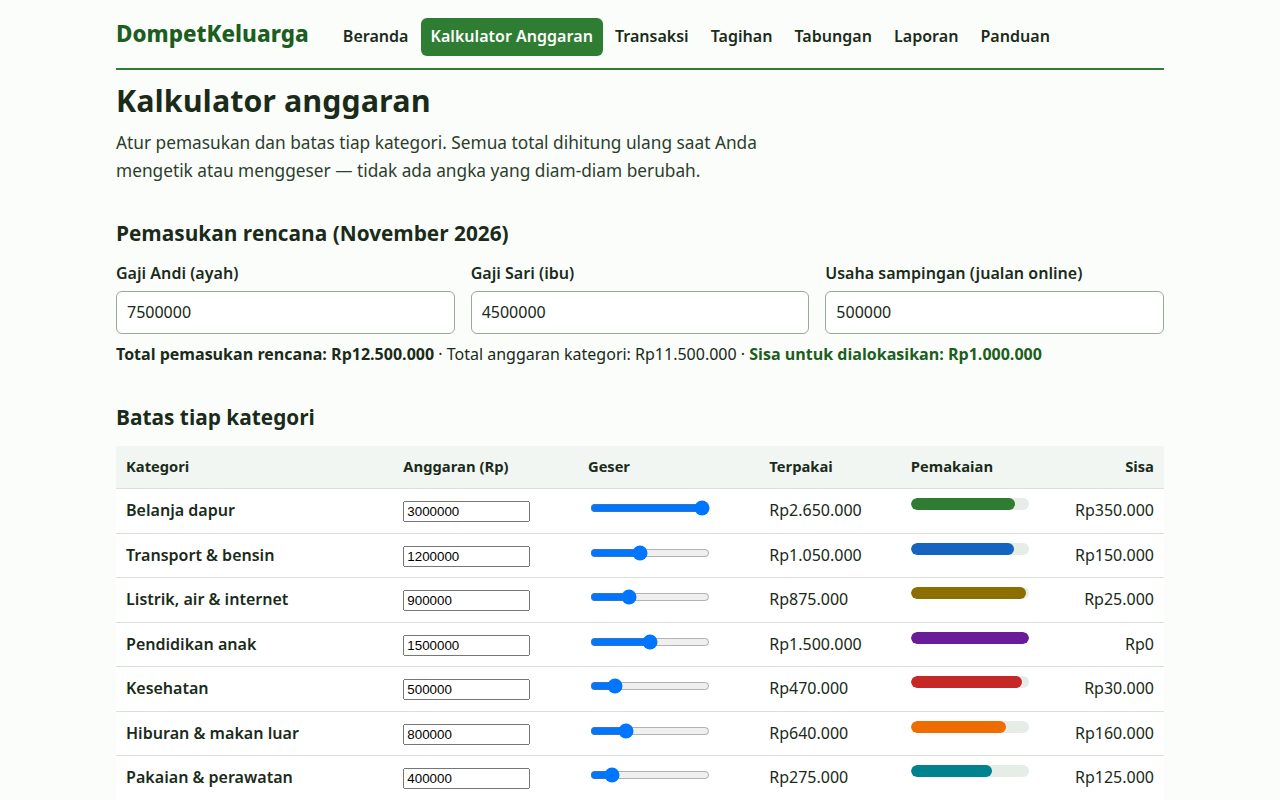 DompetKeluarga Beranda Kalkulator Anggaran Transaksi Tagihan Tabungan Laporan Panduan
Kalkulator anggaran
Atur pemasukan dan batas tiap kategori. Semua total dihitung ulang saat Anda
mengetik atau menggeser — tidak ada angka yang diam-diam berubah.
Pemasukan rencana (November 2026)
Gaji Andi (ayah) Gaji Sari (ibu) Usaha sampingan (jualan online)
7500000 4500000 500000
Total pemasukan rencana: Rp12.500.000 · Total anggaran kategori: Rp11.500.000 · Sisa untuk dialokasikan: Rp1.000.000
Batas tiap kategori
Kategori Anggaran (Rp) Geser Terpakai Pemakaian Sisa
Belanja dapur 3000000 Rp2.650.000 Rp350.000
Transport & bensin 1200000 Rp1.050.000 Rp150.000
Listrik, air & internet 900000 Rp875.000 Rp25.000
Pendidikan anak 1500000 Rp1.500.000 Rp0
Kesehatan 500000 Rp470.000 Rp30.000
Hiburan & makan luar 800000 Rp640.000 Rp160.000
Pakaian & perawatan 400000 Rp275.000 Rp125.000